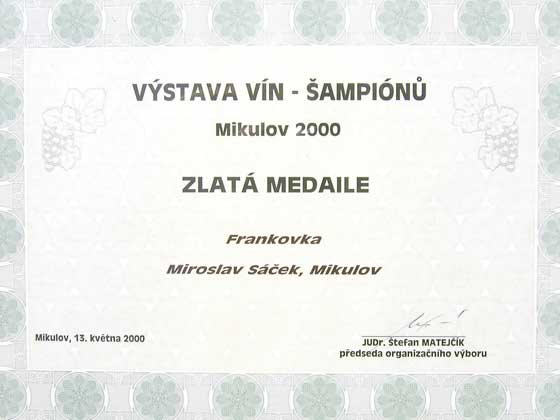 VÝSTAVA VÍN - ŠAMPIÓNŮ
Mikulov 2000
ZLATÁ MEDAILE
Frankovka
Miroslav Sáček, Mikulov
Mikulov, 13. května 2000
JUDr. Štefan MATEJČÍK
předseda organizačního výboru